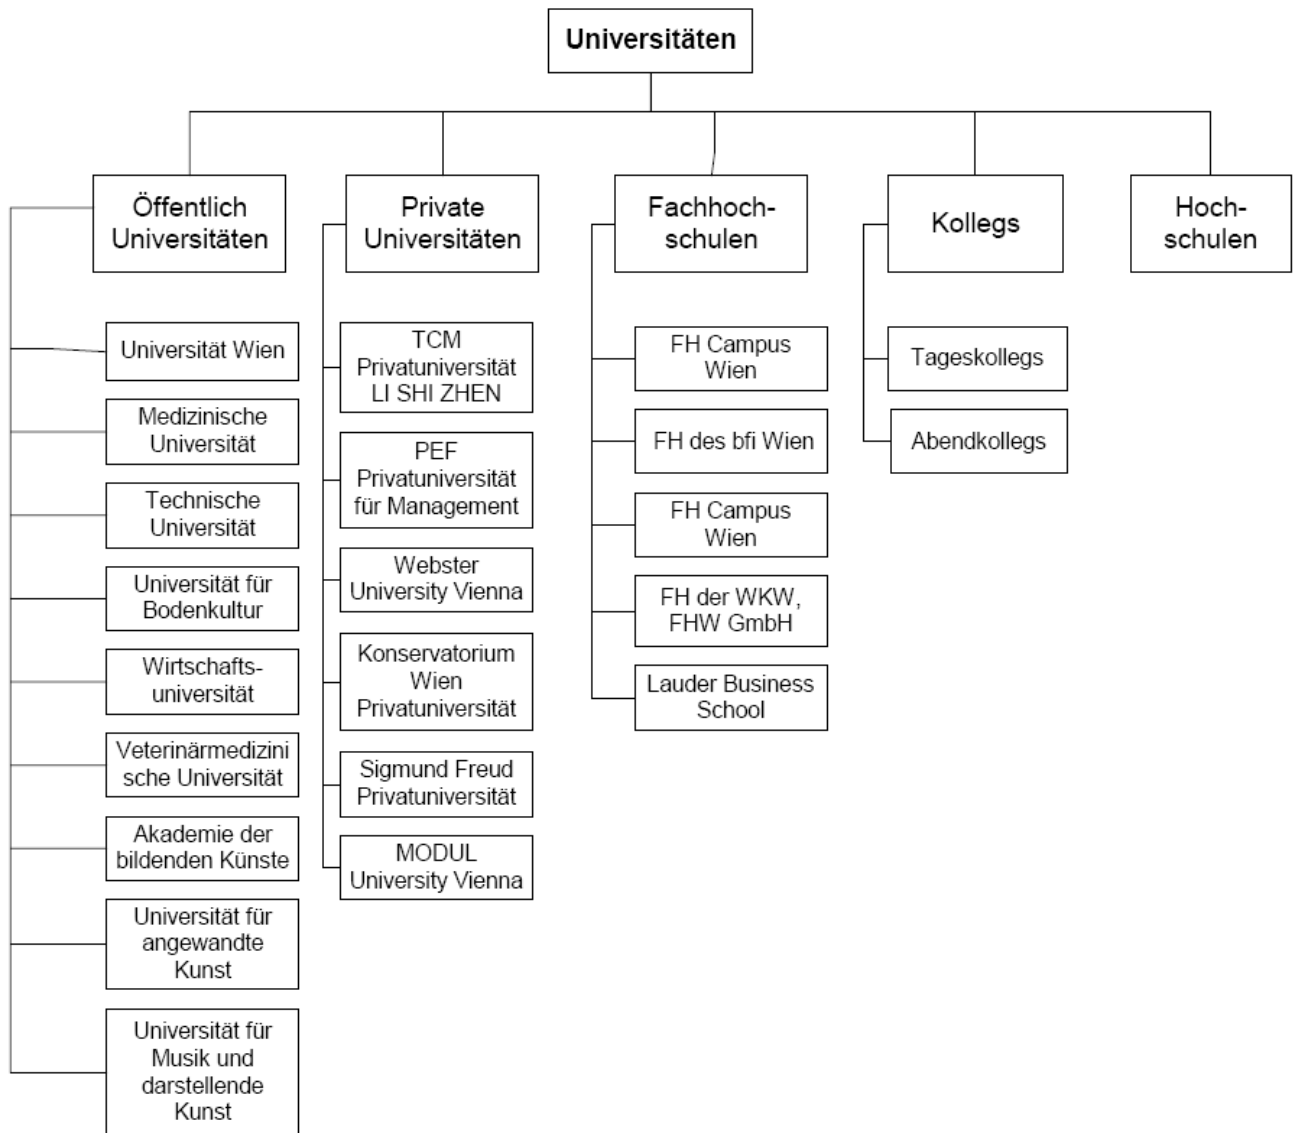 Universitäten
Öffentlich
Universitäten
Private
Universitäten
Fachhoch-
schulen
Kollegs
Hoch-
schulen
Universität Wien
Medizinische
Universität
Technische
Universität
Universität für
Bodenkultur
Wirtschafts-
universität
Veterinärmedizini
sche Universität
Akademie der
bildenden Künste
Universität für
angewandte
Kunst
Universität für
Musik und
darstellende
Kunst
TCM
Privatuniversität
LI SHI ZHEN
PEF
Privatuniversität
für Management
Webster
University Vienna
Konservatorium
Wien
Privatuniversität
Sigmund Freud
Privatuniversität
MODUL
University Vienna
FH Campus
Wien
FH des bfi Wien
FH Campus
Wien
FH der WKW,
FHW GmbH
Lauder Business
School
Tageskollegs
Abendkollegs